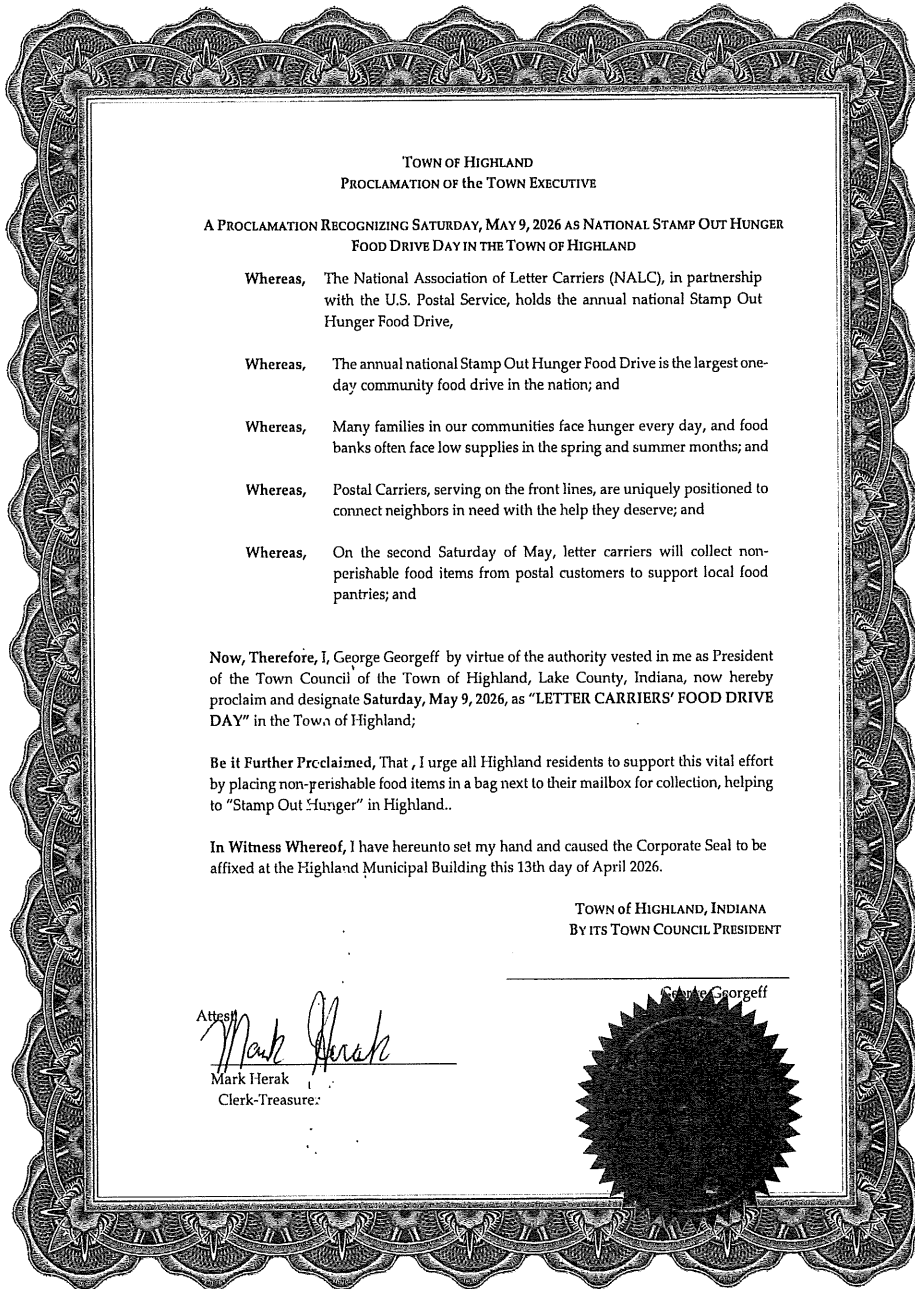 TOWN OF HIGHLAND
PROCLAMATION OF the TOWN EXECUTIVE
A PROCLAMATION RECOGNIZING SATURDAY, MAY 9, 2026 AS NATIONAL STAMP OUT HUNGER
FOOD DRIVE DAY IN THE TOWN OF HIGHLAND
Whereas, The National Association of Letter Carriers (NALC), in partnership
with the U.S. Postal Service, holds the annual national Stamp Out
Hunger Food Drive,
Whereas, The annual national Stamp Out Hunger Food Drive is the largest one-
day community food drive in the nation; and
Whereas, Many families in our communities face hunger every day, and food
banks often face low supplies in the spring and summer months; and
Whereas, Postal Carriers, serving on the front lines, are uniquely positioned to
connect neighbors in need with the help they deserve; and
Whereas, On the second Saturday of May, letter carriers will collect non-
perishable food items from postal customers to support local food
pantries; and
Now, Therefore, I, George Georgeff by virtue of the authority vested in me as President
of the Town Council of the Town of Highland, Lake County, Indiana, now hereby
proclaim and designate Saturday, May 9, 2026, as "LETTER CARRIERS' FOOD DRIVE
DAY" in the Town of Highland;
Be it Further Proclaimed, That , I urge all Highland residents to support this vital effort
by placing non-perishable food items in a bag next to their mailbox for collection, helping
to "Stamp Out Hunger" in Highland..
In Witness Whereof, I have hereunto set my hand and caused the Corporate Seal to be
affixed at the Highland Municipal Building this 13th day of April 2026.
TOWN of HIGHLAND, INDIANA
BY ITS TOWN COUNCIL PRESIDENT
George Georgeff
Attest
Mark Herak
Mark Herak
Clerk-Treasurer